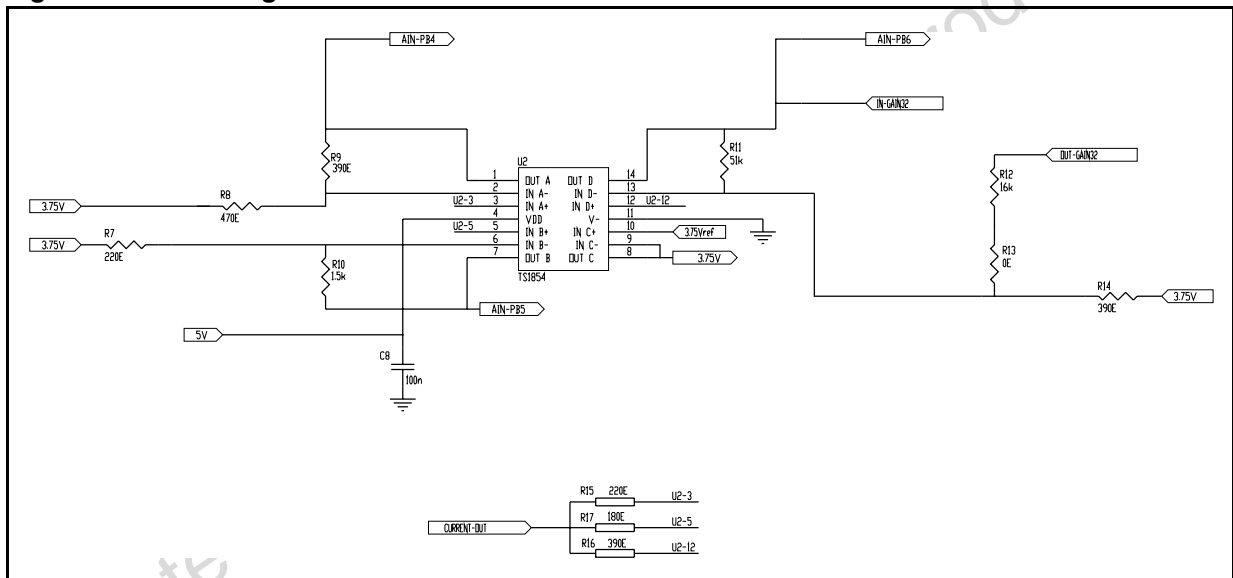 AIN-PB4
AIN-PB6
IN-GAIN32
R9
390E
R11
51k
OUT-GAIN32
R12
16k
U2
1 OUT A OUT D 14
2 IN A- IN D- 13
U2-3 3 IN A+ IN D+ 12 U2-12
4 VDD V- 11
U2-5 5 IN B+ IN C+ 10 3.75Vref
6 IN B- IN C- 9
7 OUT B OUT C 8 3.75V
TS1854
3.75V
R8
470E
3.75V
R7
220E
R10
1.5k
R13
0E
R14
390E
3.75V
AIN-PB5
5V
C8
100n
CURRENT-OUT
R15 220E U2-3
R17 180E U2-5
R16 390E U2-12